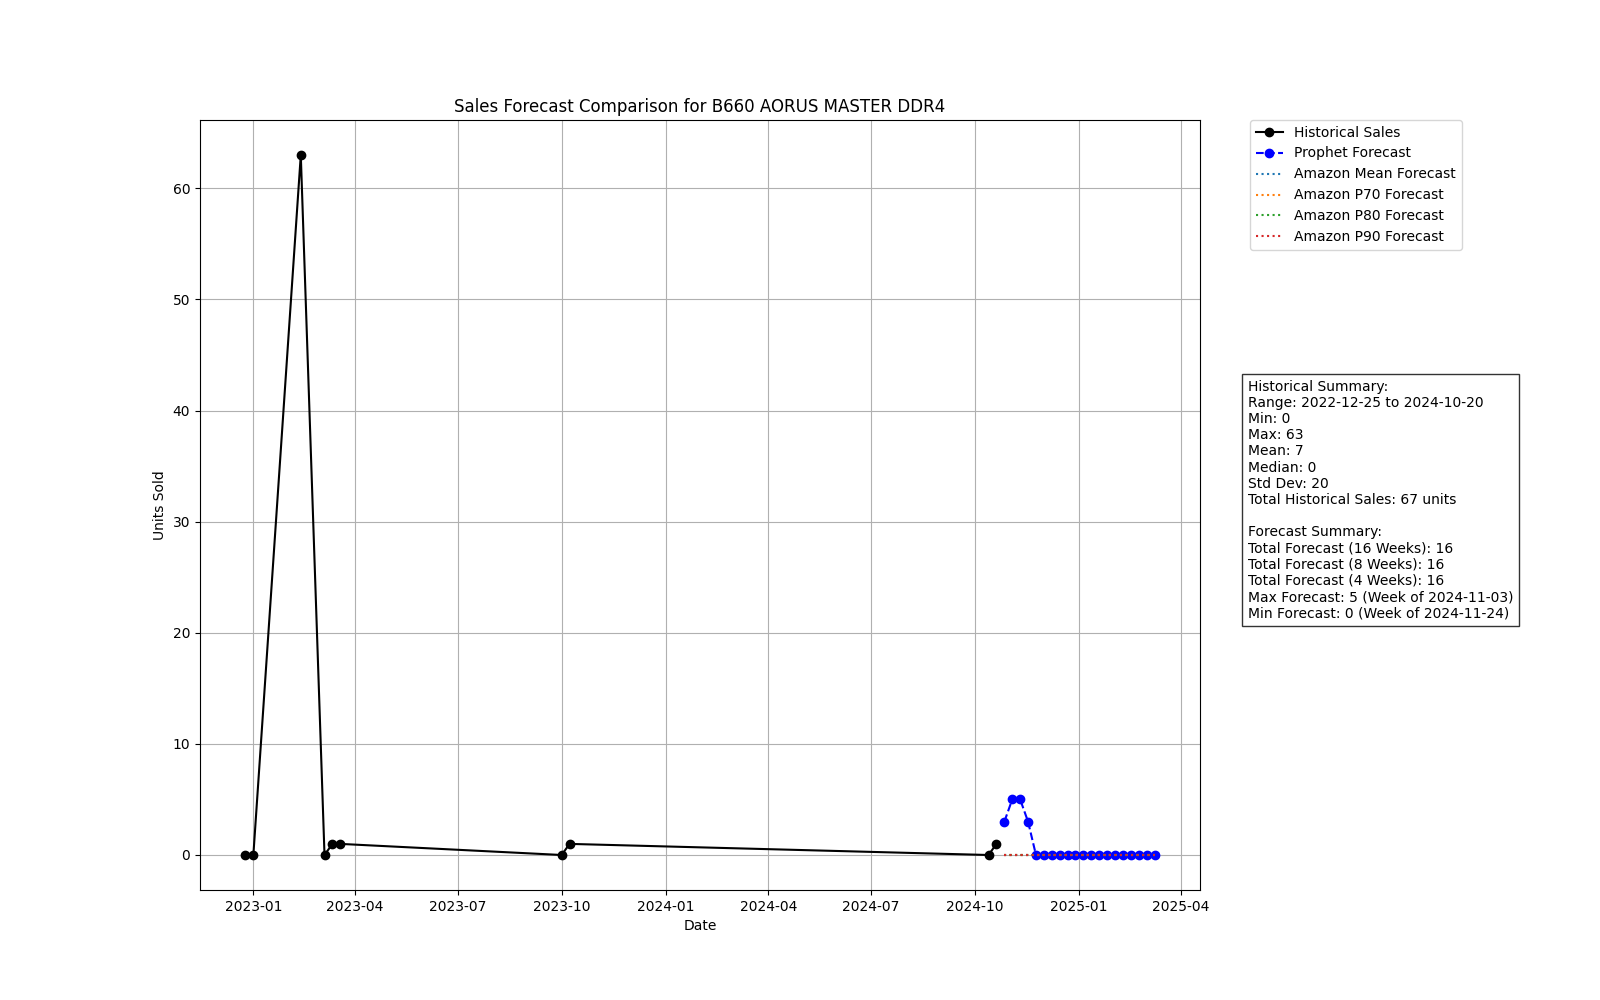 Sales Forecast Comparison for B660 AORUS MASTER DDR4
Historical Sales
Prophet Forecast
Amazon Mean Forecast
Amazon P70 Forecast
Amazon P80 Forecast
Amazon P90 Forecast
60
50
40
30
20
10
0
Units Sold
2023-01
2023-04
2023-07
2023-10
2024-01
2024-04
2024-07
2024-10
2025-01
2025-04
Date
Historical Summary:
Range: 2022-12-25 to 2024-10-20
Min: 0
Max: 63
Mean: 7
Median: 0
Std Dev: 20
Total Historical Sales: 67 units
Forecast Summary:
Total Forecast (16 Weeks): 16
Total Forecast (8 Weeks): 16
Total Forecast (4 Weeks): 16
Max Forecast: 5 (Week of 2024-11-03)
Min Forecast: 0 (Week of 2024-11-24)